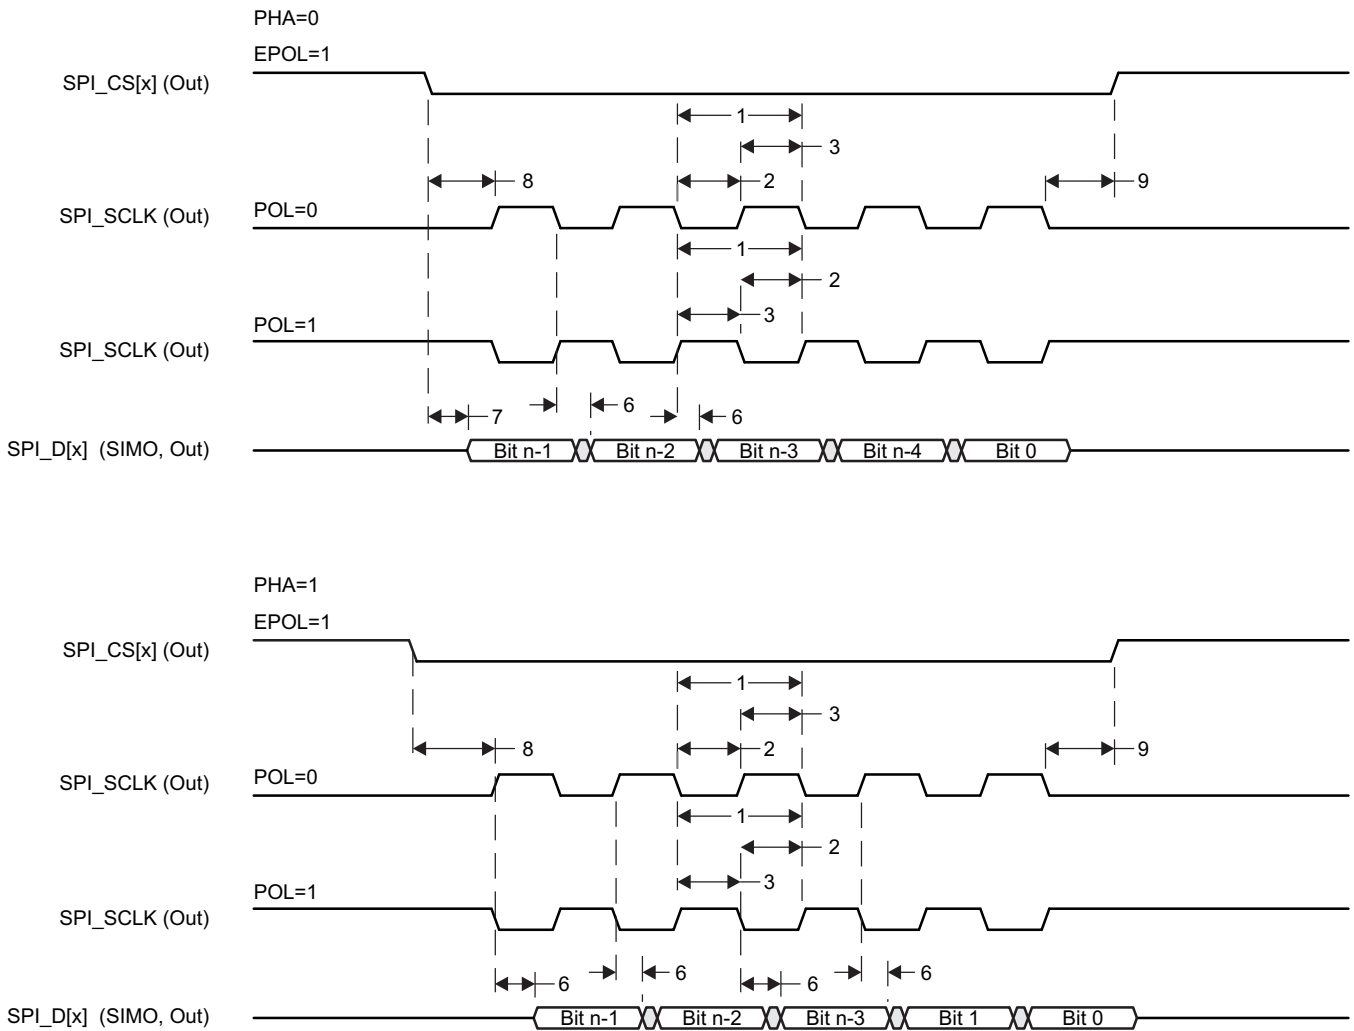 PHA=0
EPOL=1
SPI_CS[x] (Out)
1
3
8
2
9
SPI_SCLK (Out)
POL=0
1
2
3
POL=1
SPI_SCLK (Out)
7
6
6
SPI_D[x] (SIMO, Out)
Bit n-1
Bit n-2
Bit n-3
Bit n-4
Bit 0
PHA=1
EPOL=1
SPI_CS[x] (Out)
1
3
8
2
9
SPI_SCLK (Out)
POL=0
1
2
3
POL=1
SPI_SCLK (Out)
6
6
6
6
SPI_D[x] (SIMO, Out)
Bit n-1
Bit n-2
Bit n-3
Bit 1
Bit 0